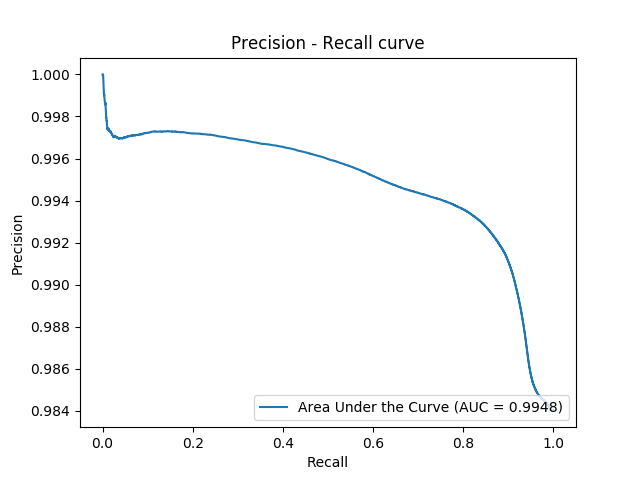 Precision - Recall curve
1.000
0.998
0.996
0.994
0.992
0.990
0.988
0.986
0.984
Precision
Area Under the Curve (AUC = 0.9948)
0.0 0.2 0.4 0.6 0.8 1.0
Recall